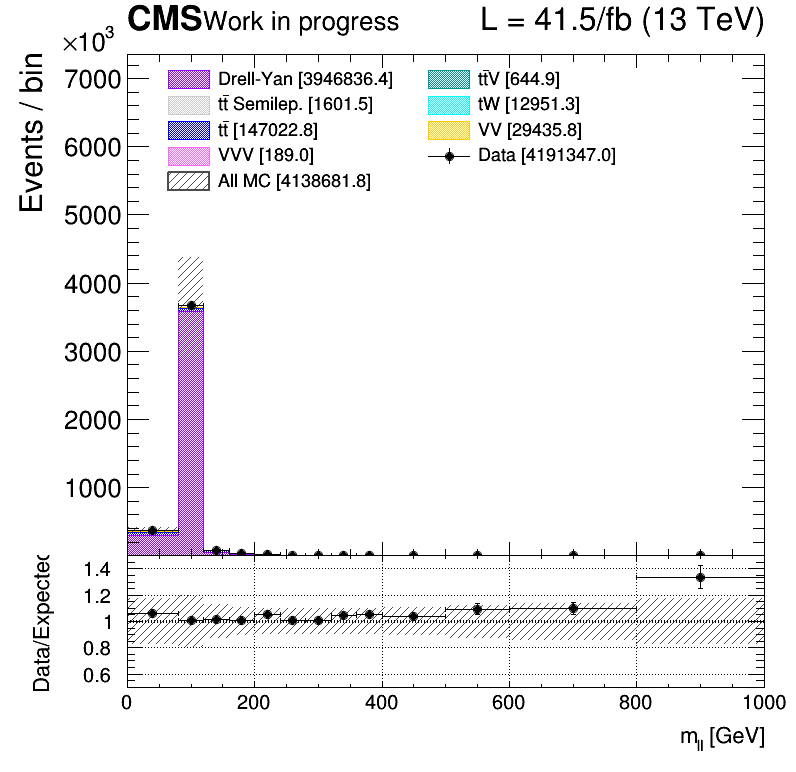 CMS Work in progress L = 41.5/fb (13 TeV)
×10³
Events / bin
7000
6000
5000
4000
3000
2000
1000
Drell-Yan [3946836.4]
tt̄ Semilep. [1601.5]
tt̄ [147022.8]
VVV [189.0]
All MC [4138681.8]
tt̄V [644.9]
tW [12951.3]
VV [29435.8]
Data [4191347.0]
Data/Expected
1.4
1.2
1
0.8
0.6
0 200 400 600 800 1000
m_ll [GeV]